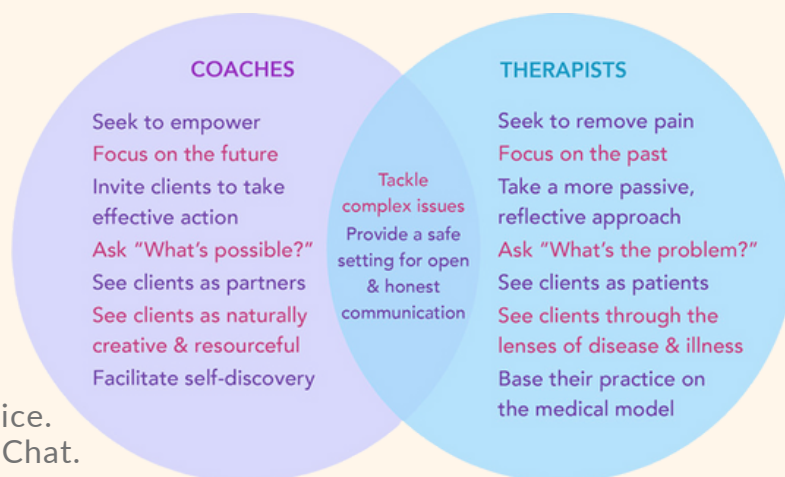 COACHES
Seek to empower
Focus on the future
Invite clients to take
effective action
Ask “What’s possible?”
See clients as partners
See clients as naturally
creative & resourceful
Facilitate self-discovery
Tackle
complex issues
Provide a safe
setting for open
& honest
communication
THERAPISTS
Seek to remove pain
Focus on the past
Take a more passive,
reflective approach
Ask “What’s the problem?”
See clients as patients
See clients through the
lenses of disease & illness
Base their practice on
the medical model
ice.
Chat.